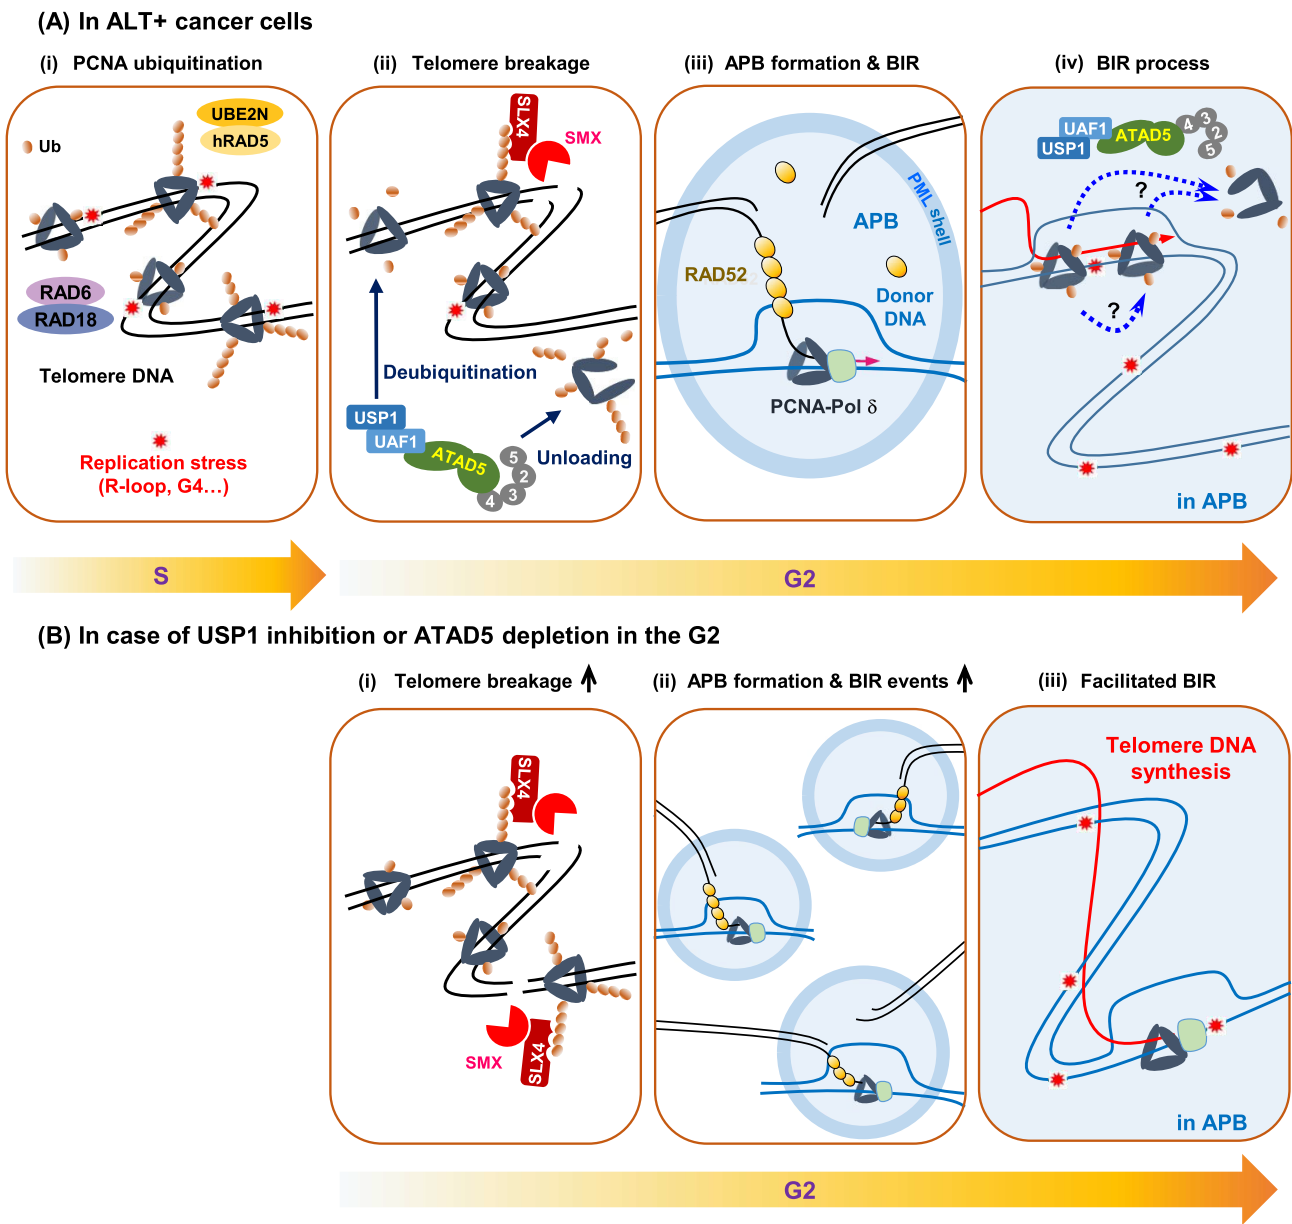 (A) In ALT+ cancer cells
(i) PCNA ubiquitination
UBE2N
hRAD5
Ub
RAD6
RAD18
Telomere DNA
Replication stress
(R-loop, G4...)
(ii) Telomere breakage
SLX4
SMX
Deubiquitination
USP1
UAF1
ATAD5
5
2
3
4
Unloading
(iii) APB formation & BIR
PML shell
APB
RAD52
Donor
DNA
PCNA-Pol δ
(iv) BIR process
UAF1
USP1
ATAD5
4
3
2
5
?
?
in APB
S
G2
(B) In case of USP1 inhibition or ATAD5 depletion in the G2
(i) Telomere breakage
SLX4
SMX
SLX4
(ii) APB formation & BIR events
(iii) Facilitated BIR
Telomere DNA
synthesis
in APB
G2